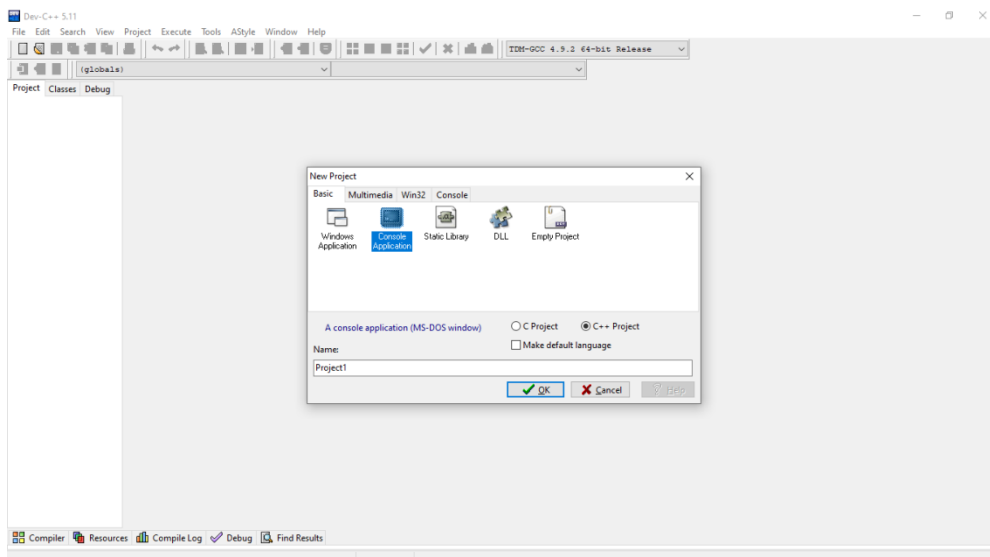 Dev-C++ 5.11
File Edit Search View Project Execute Tools AStyle Window Help
TDM-GCC 4.9.2 64-bit Release
(globals)
Project Classes Debug
New Project
Basic Multimedia Win32 Console
Windows Application
Console Application
Static Library
DLL
Empty Project
A console application (MS-DOS window)
C Project C++ Project
Make default language
Name:
Project1
OK Cancel Help
Compiler Resources Compile Log Debug Find Results